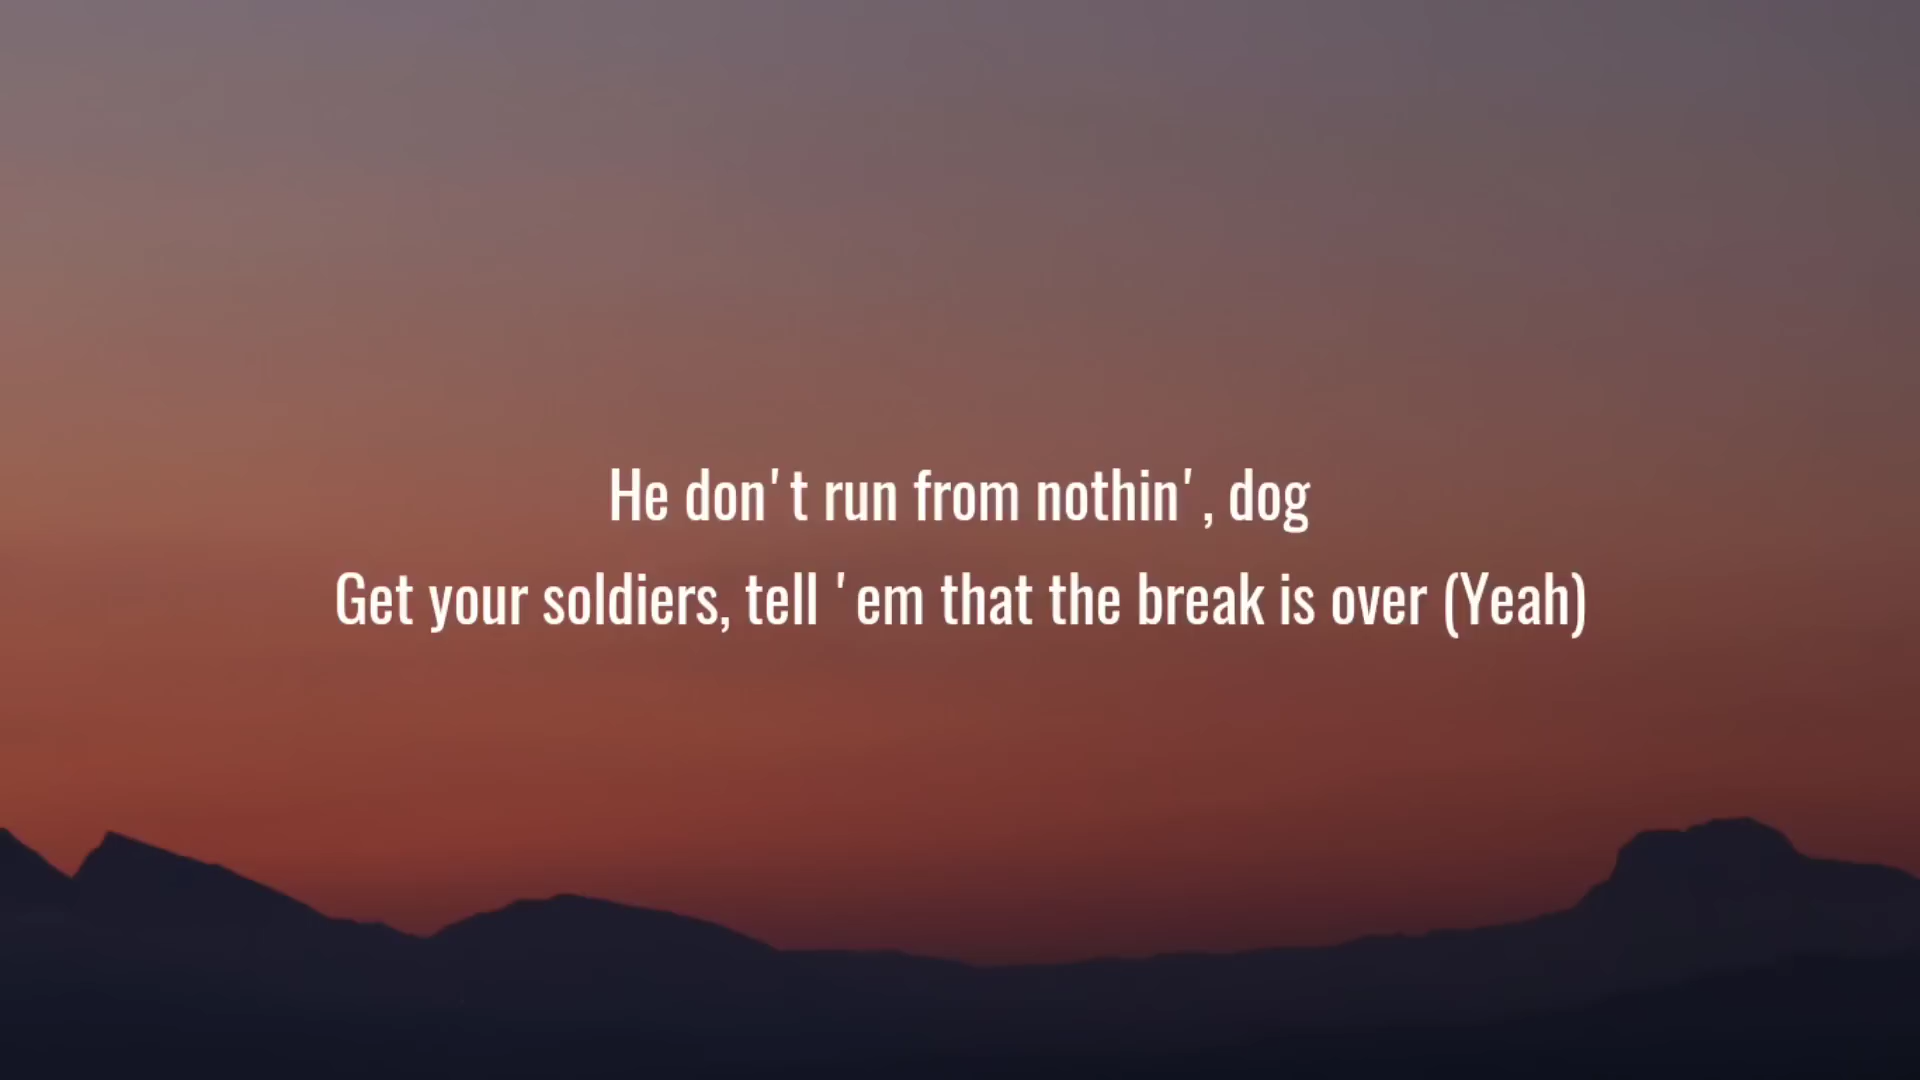 He don't run from nothin', dog
Get your soldiers, tell 'em that the break is over (Yeah)